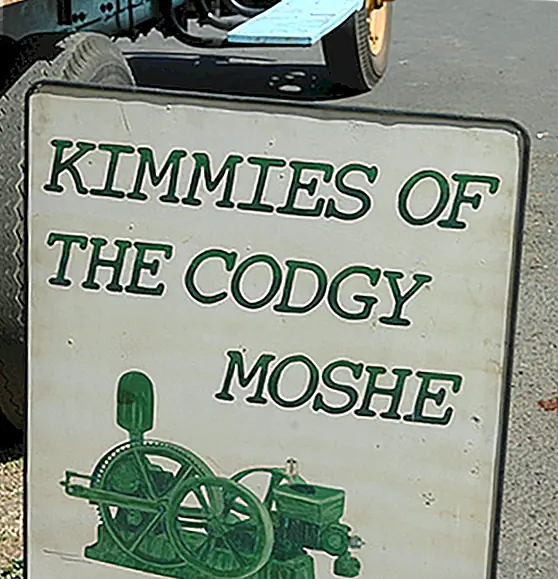 KIMMIES OF
THE CODGY
MOSHE